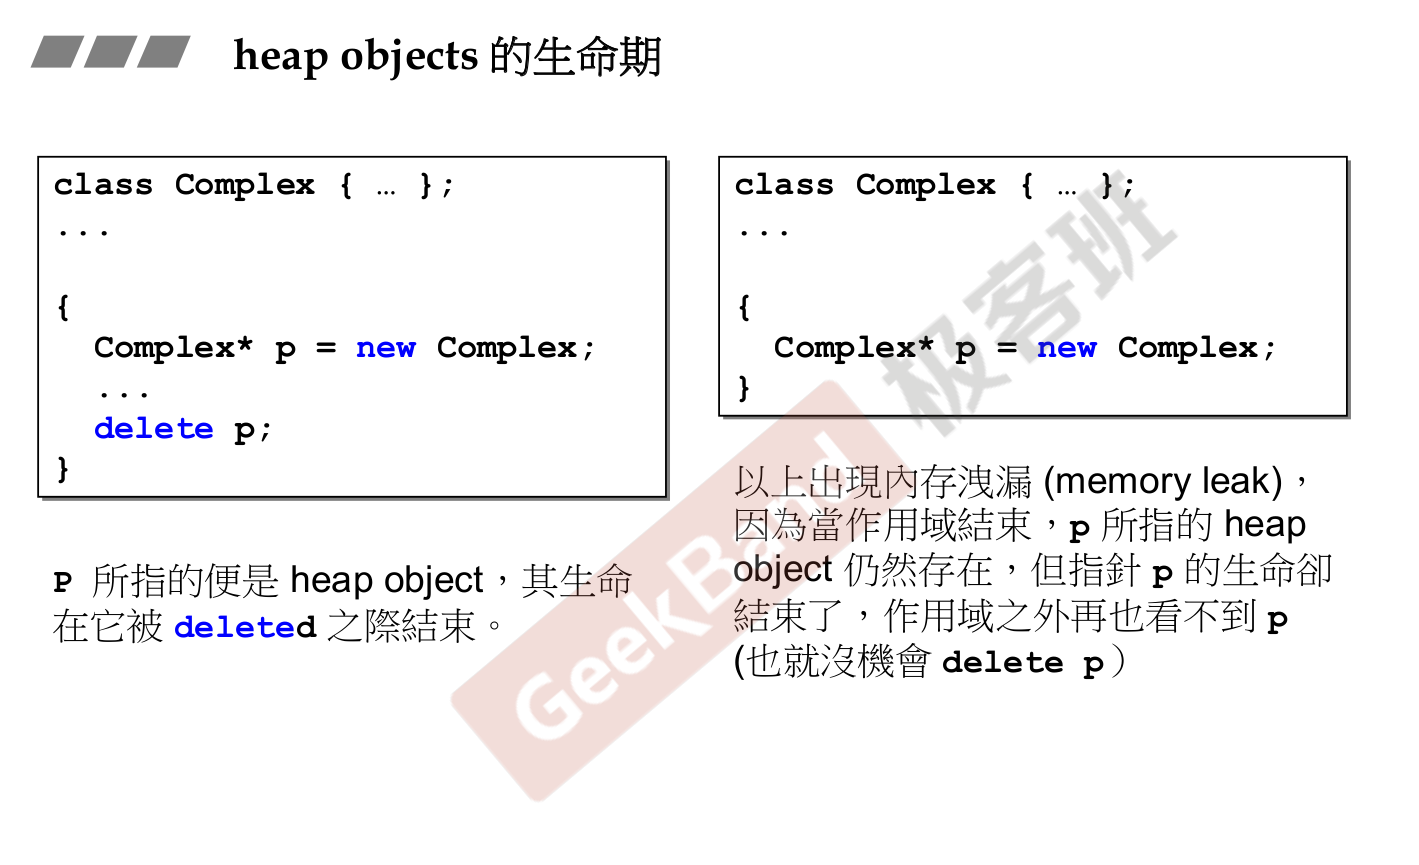 heap objects 的生命期
class Complex { … };
...
{
  Complex* p = new Complex;
  ...
  delete p;
}
P 所指的便是 heap object，其生命
在它被 deleted 之際結束。
class Complex { … };
...
{
  Complex* p = new Complex;
}
以上出現內存洩漏 (memory leak)，
因為當作用域結束，p 所指的 heap
object 仍然存在，但指針 p 的生命卻
結束了，作用域之外再也看不到 p
(也就沒機會 delete p）
GeekBand 极客班